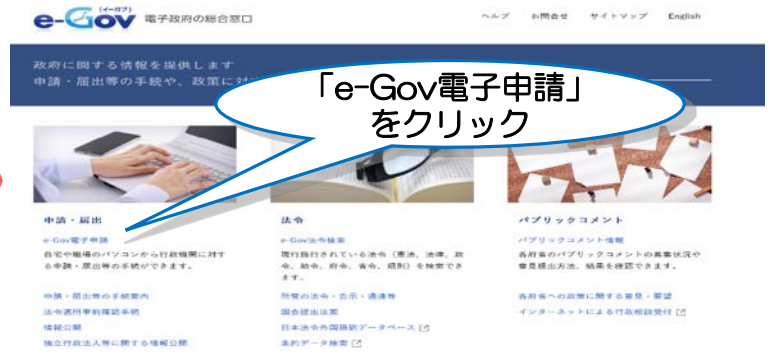 [イーガブ]
e-Gov 電子政府の総合窓口
ヘルプ お問合せ サイトマップ English
政府に関する情報を提供します
申請・届出等の手続や、政策に対
「e-Gov電子申請」
をクリック
申請・届出
e-Gov電子申請
自宅や職場のパソコンから行政機関に対す
る申請・届出等の手続ができます。
申請・届出等の手続案内
法令適用事前確認手続
情報公開
独立行政法人等に関する情報公開
法令
e-Gov法令検索
現行施行されている法令（憲法、法律、政
令、勅令、府令、省令、規則）を検索でき
ます。
所管の法令・告示・通達等
国会提出法案
日本法令外国語訳データベース
条約データ検索
パブリックコメント
パブリックコメント情報
各府省のパブリックコメントの募集状況や
意見提出方法、結果を確認できます。
各府省への政策に関する意見・要望
インターネットによる行政相談受付